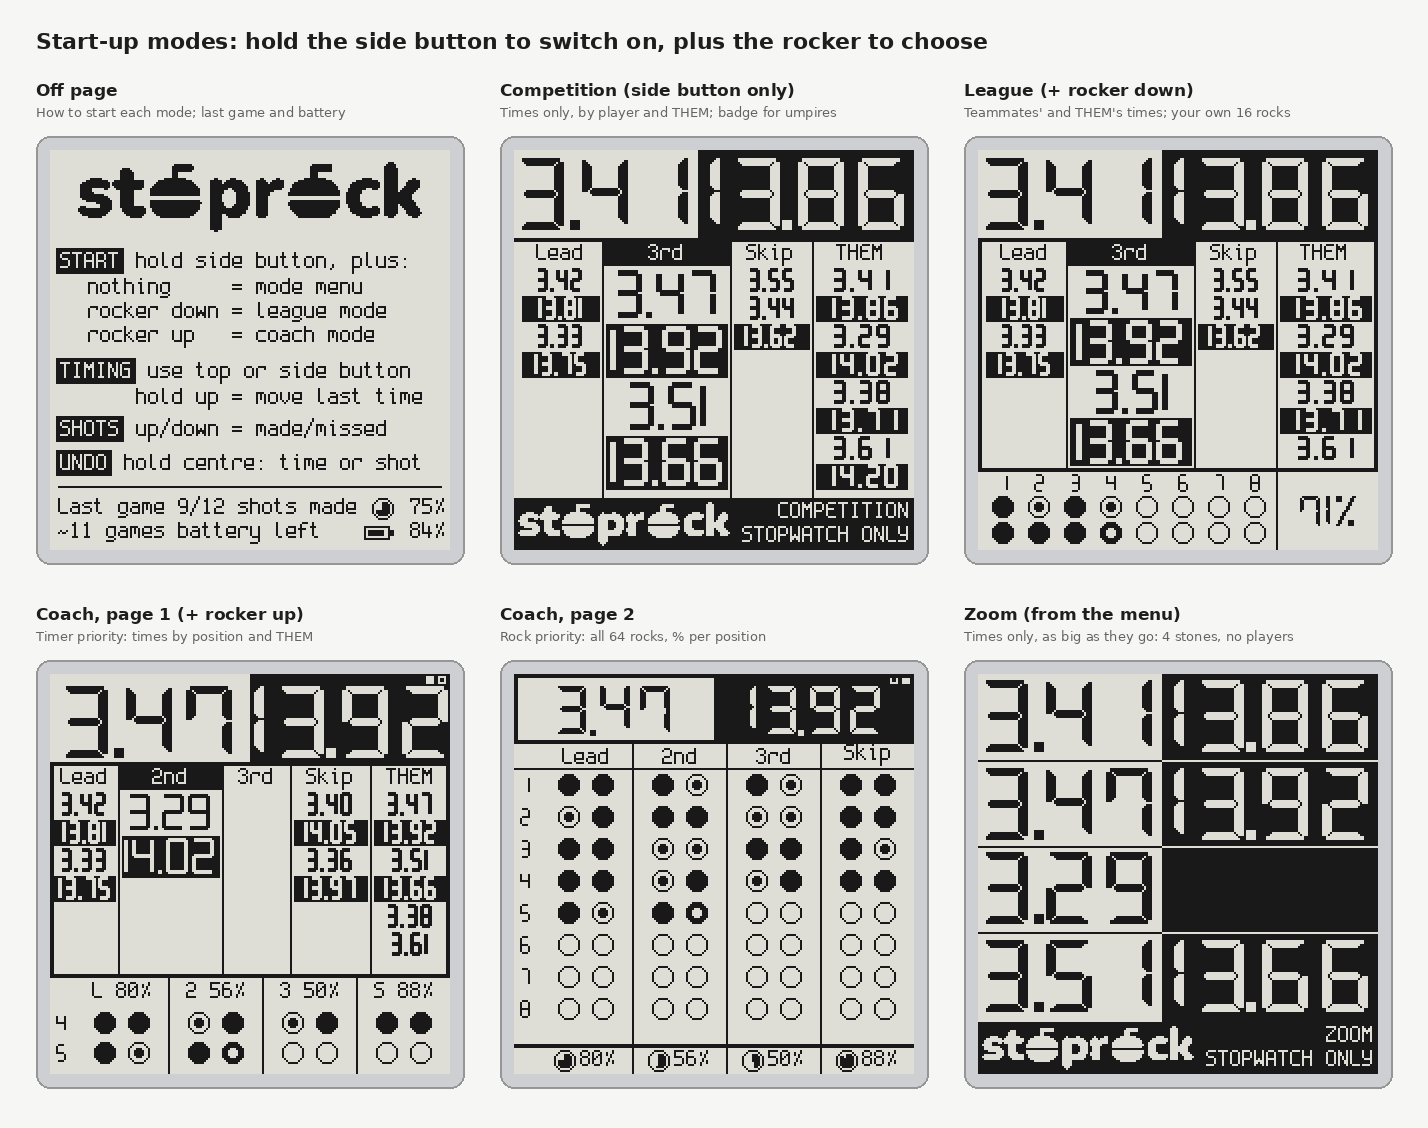 Start-up modes: hold the side button to switch on, plus the rocker to choose
Off page
How to start each mode; last game and battery
stoprock
START hold side button, plus:
nothing = mode menu
rocker down = league mode
rocker up = coach mode
TIMING use top or side button
hold up = move last time
SHOTS up/down = made/missed
UNDO hold centre: time or shot
Last game 9/12 shots made 75%
~11 games battery left 84%
Competition (side button only)
Times only, by player and THEM; badge for umpires
3.41 13.86
Lead 3rd Skip THEM
3.42 3.47 3.55 3.41
13.81 13.92 3.44 13.86
3.33 3.51 13.62 3.29
13.75 13.66 14.02
3.38
13.71
3.61
14.20
stoprock COMPETITION
STOPWATCH ONLY
League (+ rocker down)
Teammates' and THEM's times; your own 16 rocks
3.41 13.86
Lead 3rd Skip THEM
3.42 3.47 3.55 3.41
13.81 13.92 3.44 13.86
3.33 3.51 13.62 3.29
13.75 13.66 14.02
3.38
13.71
3.61
1 2 3 4 5 6 7 8
71%
Coach, page 1 (+ rocker up)
Timer priority: times by position and THEM
3.47 13.92
Lead 2nd 3rd Skip THEM
3.42 3.29 3.40 3.47
13.81 14.02 14.05 13.92
3.33 3.36 3.51
13.75 13.97 13.66
3.38
3.61
L 80% 2 56% 3 50% S 88%
4
5
Coach, page 2
Rock priority: all 64 rocks, % per position
3.47 13.92
Lead 2nd 3rd Skip
1
2
3
4
5
6
7
8
80% 56% 50% 88%
Zoom (from the menu)
Times only, as big as they go: 4 stones, no players
3.41 13.86
3.47 13.92
3.29
3.51 13.66
stoprock ZOOM
STOPWATCH ONLY